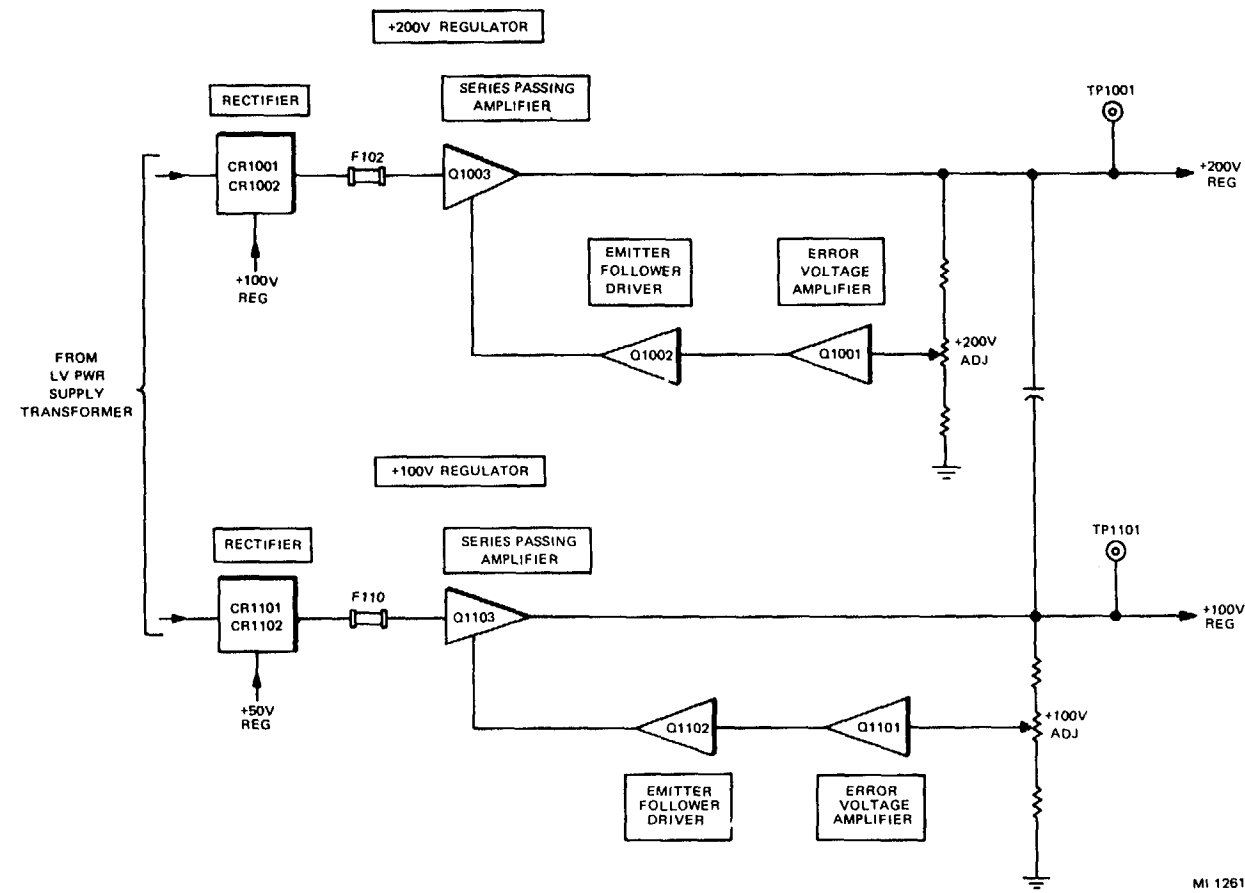 +200V REGULATOR
RECTIFIER
SERIES PASSING
AMPLIFIER
TP1001
CR1001
CR1002
F102
Q1003
+200V
REG
+100V
REG
EMITTER
FOLLOWER
DRIVER
ERROR
VOLTAGE
AMPLIFIER
Q1002
Q1001
+200V
ADJ
FROM
LV PWR
SUPPLY
TRANSFORMER
+100V REGULATOR
RECTIFIER
SERIES PASSING
AMPLIFIER
TP1101
CR1101
CR1102
F110
Q1103
+100V
REG
+50V
REG
Q1102
Q1101
+100V
ADJ
EMITTER
FOLLOWER
DRIVER
ERROR
VOLTAGE
AMPLIFIER
MI 1261